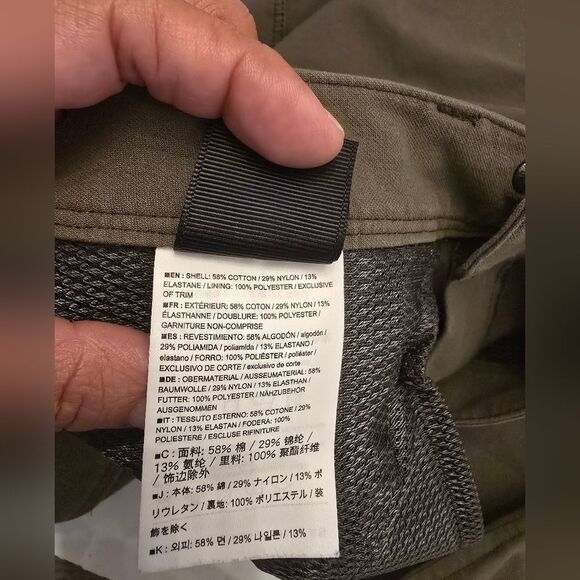 ■EN : SHELL: 58% COTTON / 29% NYLON / 13%
ELASTANE / LINING: 100% POLYESTER / EXCLUSIVE
OF TRIM
■FR : EXTÉRIEUR: 58% COTON / 29% NYLON / 13%
ÉLASTHANNE / DOUBLURE: 100% POLYESTER /
GARNITURE NON-COMPRISE
■ES : REVESTIMIENTO: 58% ALGODÓN / algodón /
29% POLIAMIDA / poliamida / 13% ELASTANO /
elastano / FORRO: 100% POLIÉSTER / poliéster /
EXCLUSIVO DE CORTE / exclusivo de corte
■DE : OBERMATERIAL / AUSSEUMATERIAL: 58%
BAUMWOLLE / 29% NYLON / 13% ELASTHAN /
FUTTER: 100% POLYESTER / NÄHZUBEHÖR
AUSGENOMMEN
■IT : TESSUTO ESTERNO: 58% COTONE / 29%
NYLON / 13% ELASTAN / FODERA: 100%
POLIESTERE / ESCLUSE RIFINITURE
■C : 面料: 58% 棉 / 29% 锦纶 /
13% 氨纶 / 里料: 100% 聚酯纤维
/ 饰边除外
■J : 本体: 58% 綿 / 29% ナイロン / 13% ポ
リウレタン / 裏地: 100% ポリエステル / 装
飾を除く
■K : 외피: 58% 면 / 29% 나일론 / 13%